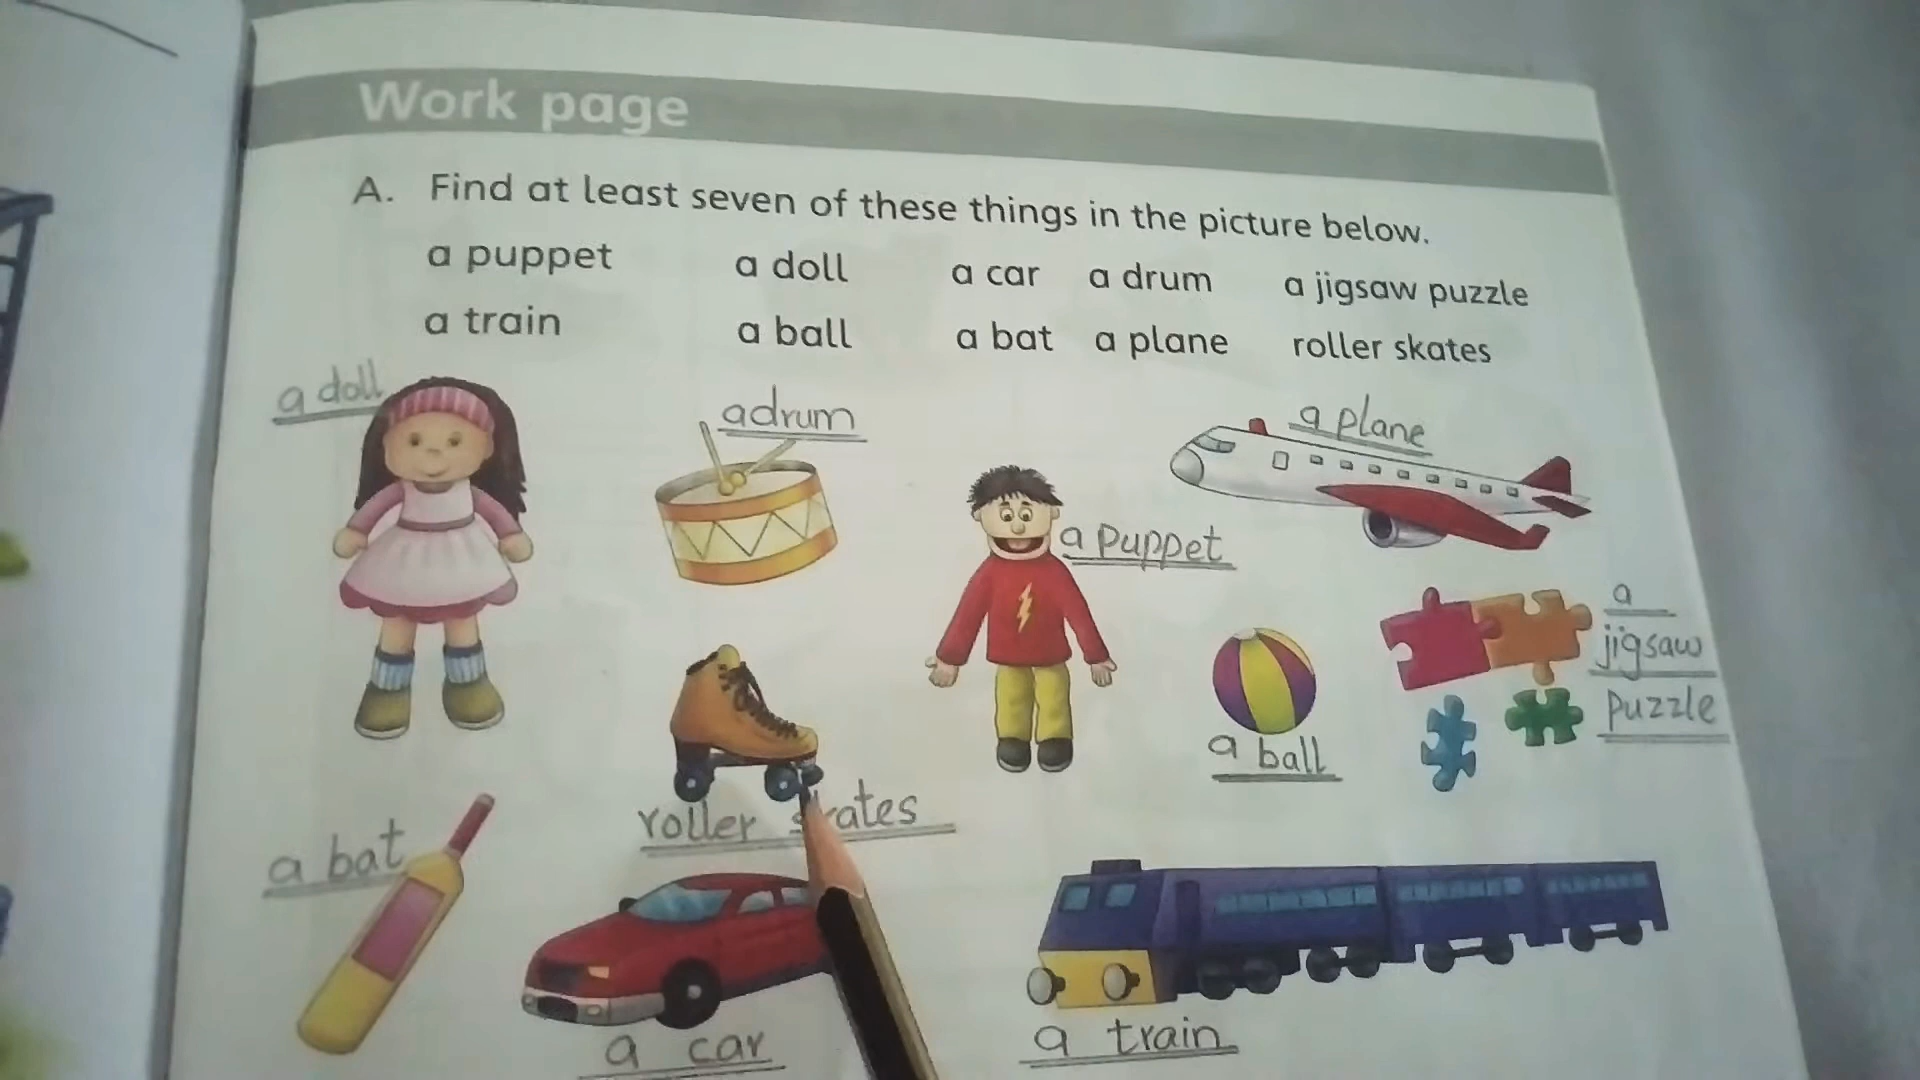 Work page
A. Find at least seven of these things in the picture below.
a puppet a doll a car a drum a jigsaw puzzle
a train a ball a bat a plane roller skates
a doll
adrum
a plane
a puppet
a
jigsaw
puzzle
a ball
roller skates
a bat
a car
a train